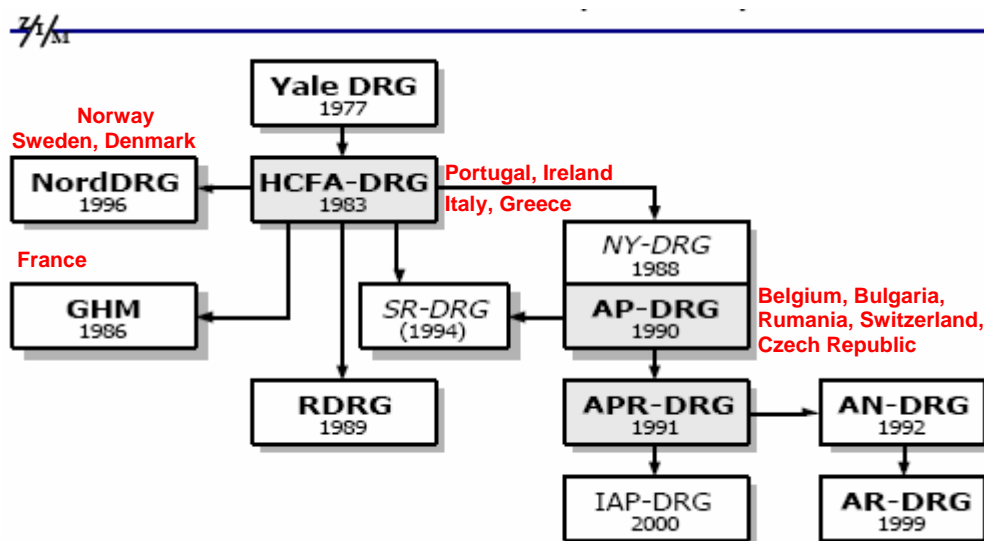 Z/I/M
Yale DRG
1977
Norway
Sweden, Denmark
NordDRG
1996
HCFA-DRG
1983
Portugal, Ireland
Italy, Greece
NY-DRG
1988
France
GHM
1986
SR-DRG
(1994)
AP-DRG
1990
Belgium, Bulgaria,
Rumania, Switzerland,
Czech Republic
RDRG
1989
APR-DRG
1991
AN-DRG
1992
IAP-DRG
2000
AR-DRG
1999